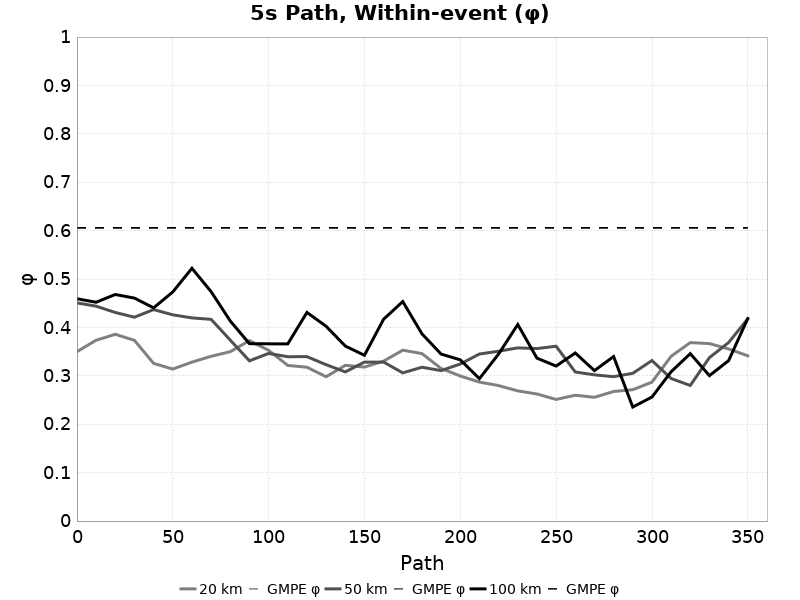 5s Path, Within-event (φ)
1
0.9
0.8
0.7
0.6
0.5
0.4
0.3
0.2
0.1
0
φ
0 50 100 150 200 250 300 350
Path
20 km GMPE φ 50 km GMPE φ 100 km GMPE φ